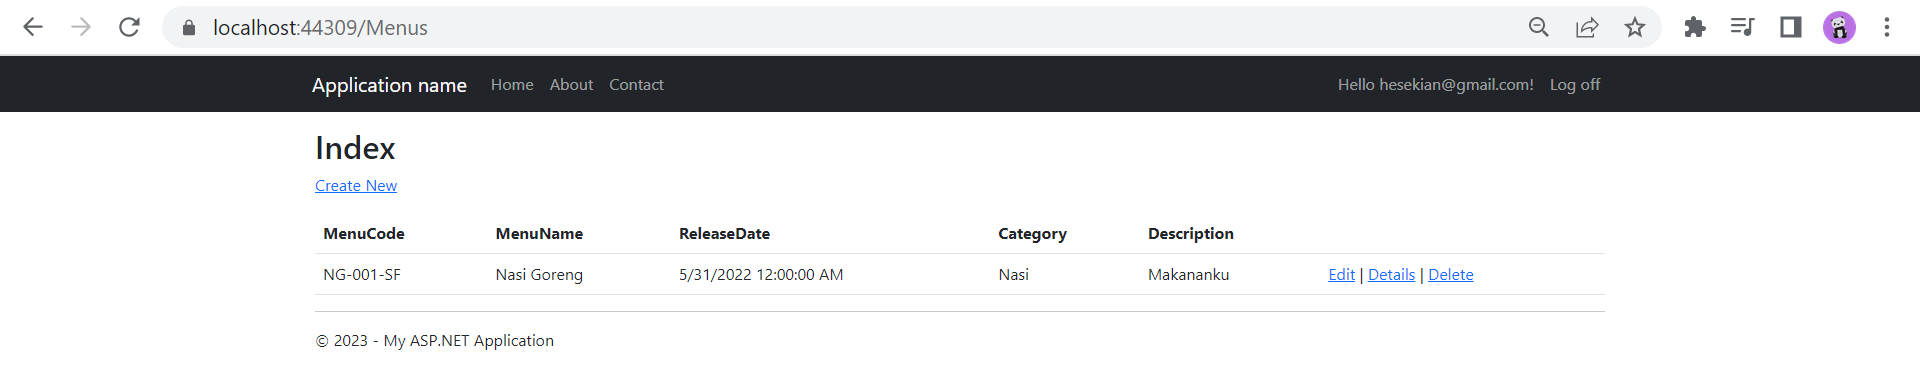 localhost:44309/Menus
Application name Home About Contact Hello hesekian@gmail.com! Log off
Index
Create New
MenuCode MenuName ReleaseDate Category Description
NG-001-SF Nasi Goreng 5/31/2022 12:00:00 AM Nasi Makananku Edit | Details | Delete
© 2023 - My ASP.NET Application